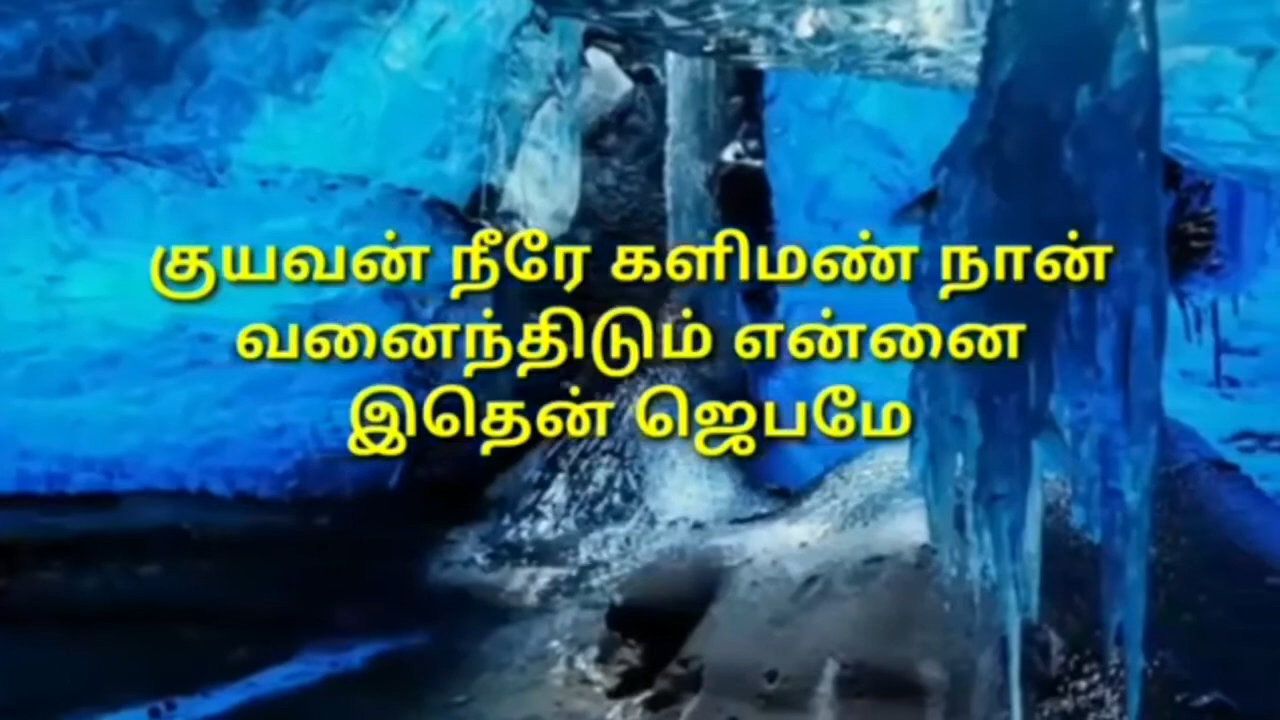 குயவன் நீரே களிமண் நான்
வனைந்திடும் என்னை
இதென் ஜெபமே